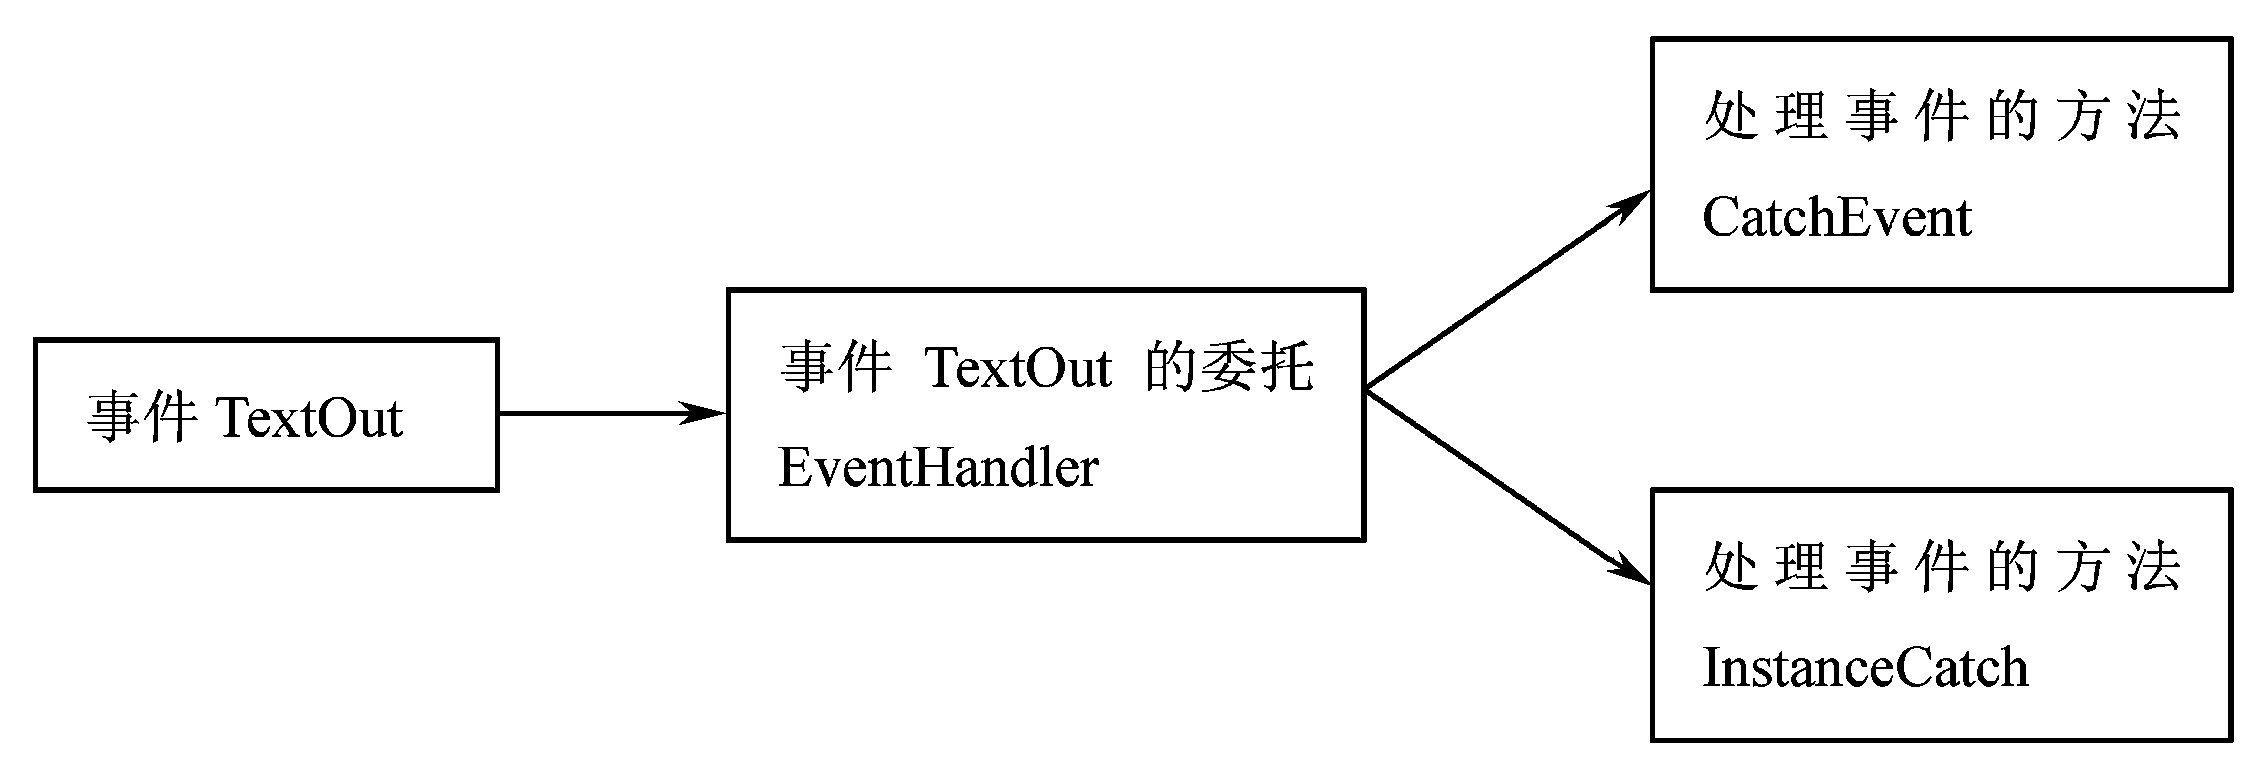 事件 TextOut
事件 TextOut 的委托
EventHandler
处理事件的方法
CatchEvent
处理事件的方法
InstanceCatch